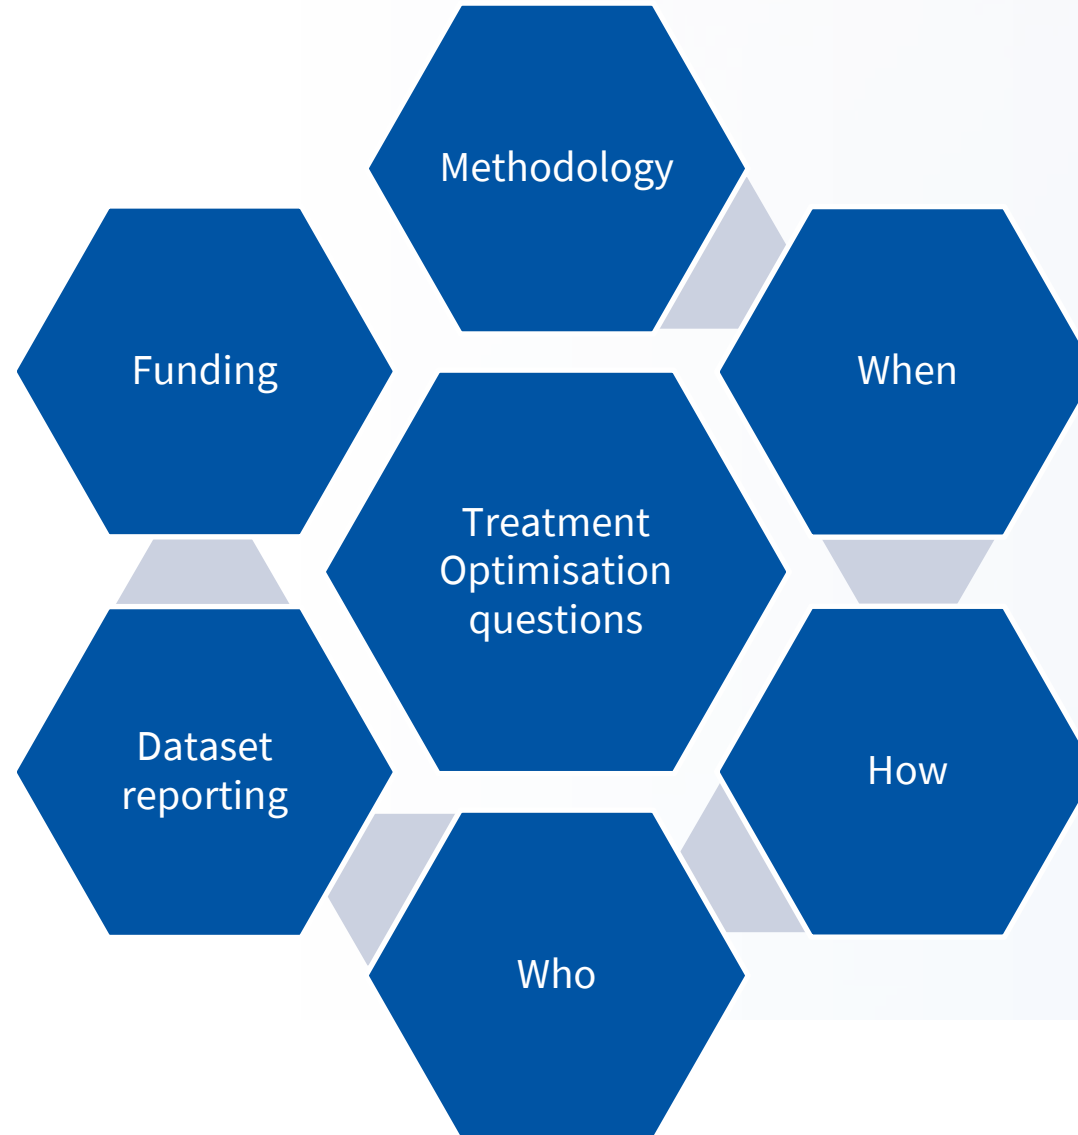 Methodology
Funding
When
Treatment
Optimisation
questions
Dataset
reporting
How
Who